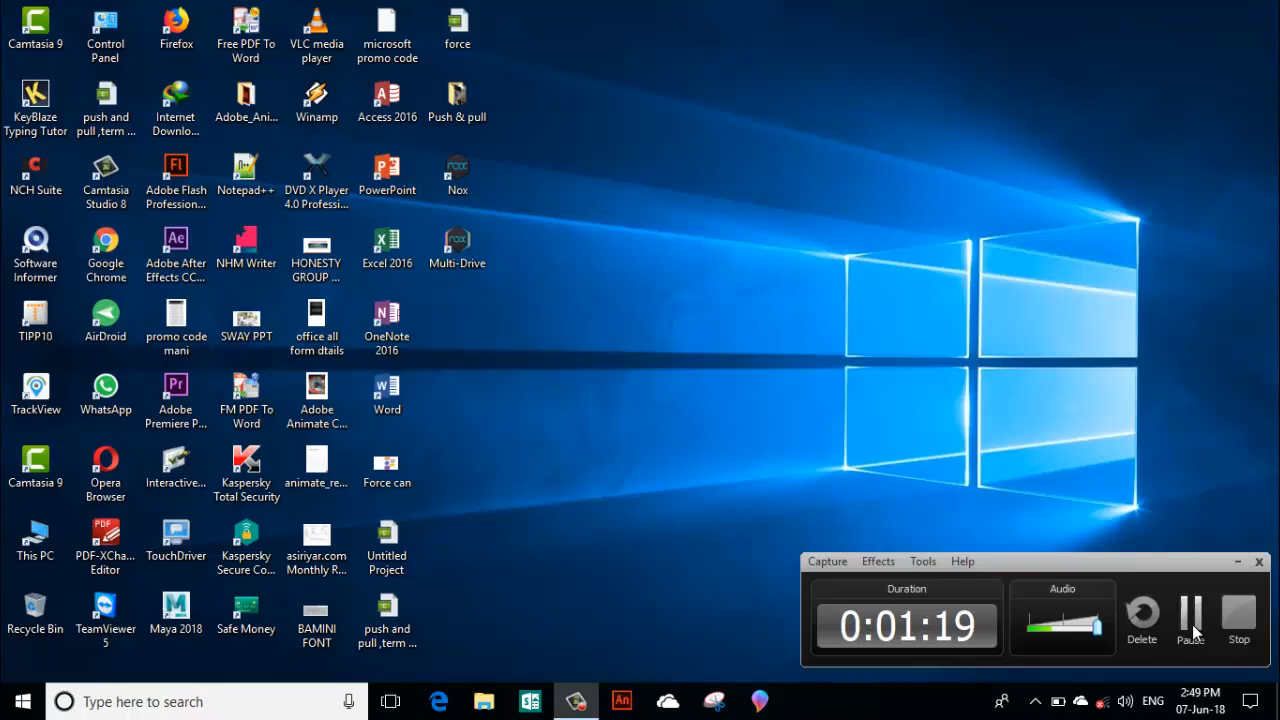 Camtasia 9
Control
Panel
Firefox
Free PDF To
Word
VLC media
player
microsoft
promo code
force
KeyBlaze
Typing Tutor
push and
pull ,term ...
Internet
Downlo...
Adobe_Ani...
Winamp
Access 2016
Push & pull
NCH Suite
Camtasia
Studio 8
Adobe Flash
Profession...
Notepad++
DVD X Player
4.0 Professi...
PowerPoint
Nox
Software
Informer
Google
Chrome
Adobe After
Effects CC...
NHM Writer
HONESTY
GROUP ...
Excel 2016
Multi-Drive
TIPP10
AirDroid
promo code
mani
SWAY PPT
office all
form dtails
OneNote
2016
TrackView
WhatsApp
Adobe
Premiere P...
FM PDF To
Word
Adobe
Animate C...
Word
Camtasia 9
Opera
Browser
Interactive...
Kaspersky
Total Security
animate_re...
Force can
This PC
PDF-XCha...
Editor
TouchDriver
Kaspersky
Secure Co...
asiriyar.com
Monthly R...
Untitled
Project
Recycle Bin
TeamViewer
5
Maya 2018
Safe Money
BAMINI
FONT
push and
pull ,term ...
Capture Effects Tools Help
Duration
0:01:19
Audio
Delete
Pause
Stop
Type here to search
ENG
2:49 PM
07-Jun-18